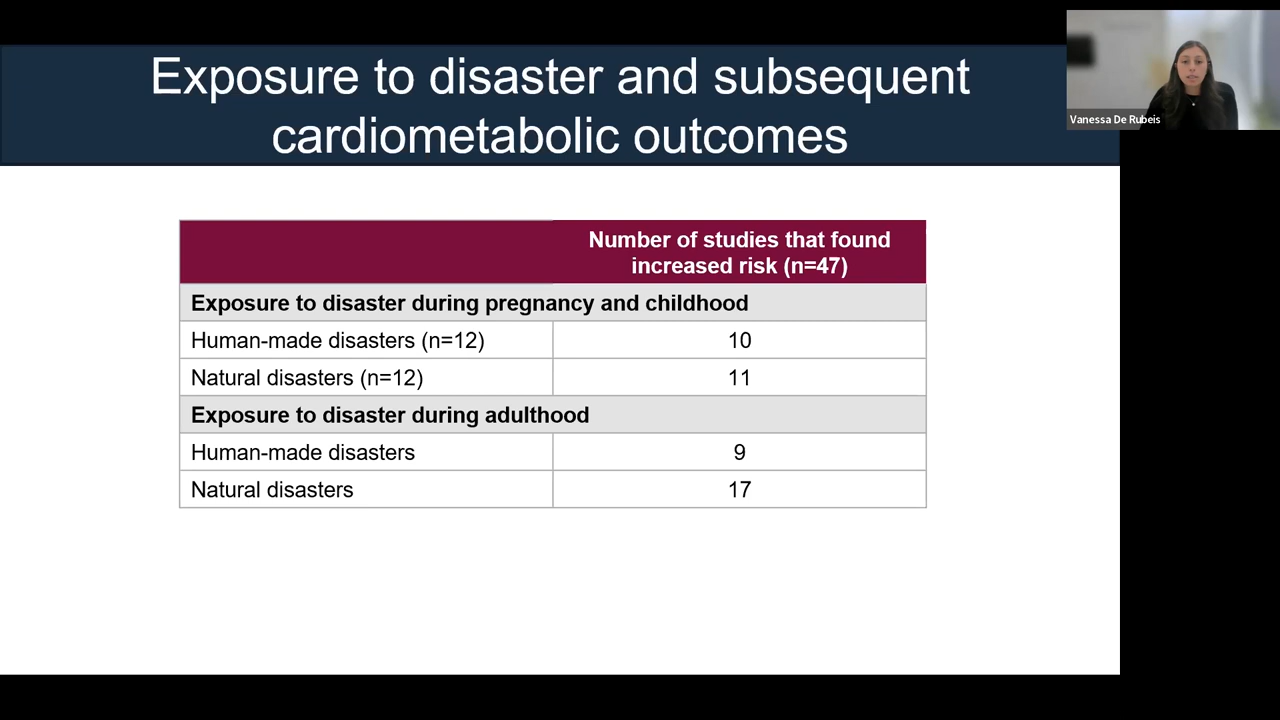 Exposure to disaster and subsequent
cardiometabolic outcomes
Vanessa De Rubeis
Number of studies that found
increased risk (n=47)
Exposure to disaster during pregnancy and childhood
Human-made disasters (n=12) 10
Natural disasters (n=12) 11
Exposure to disaster during adulthood
Human-made disasters 9
Natural disasters 17